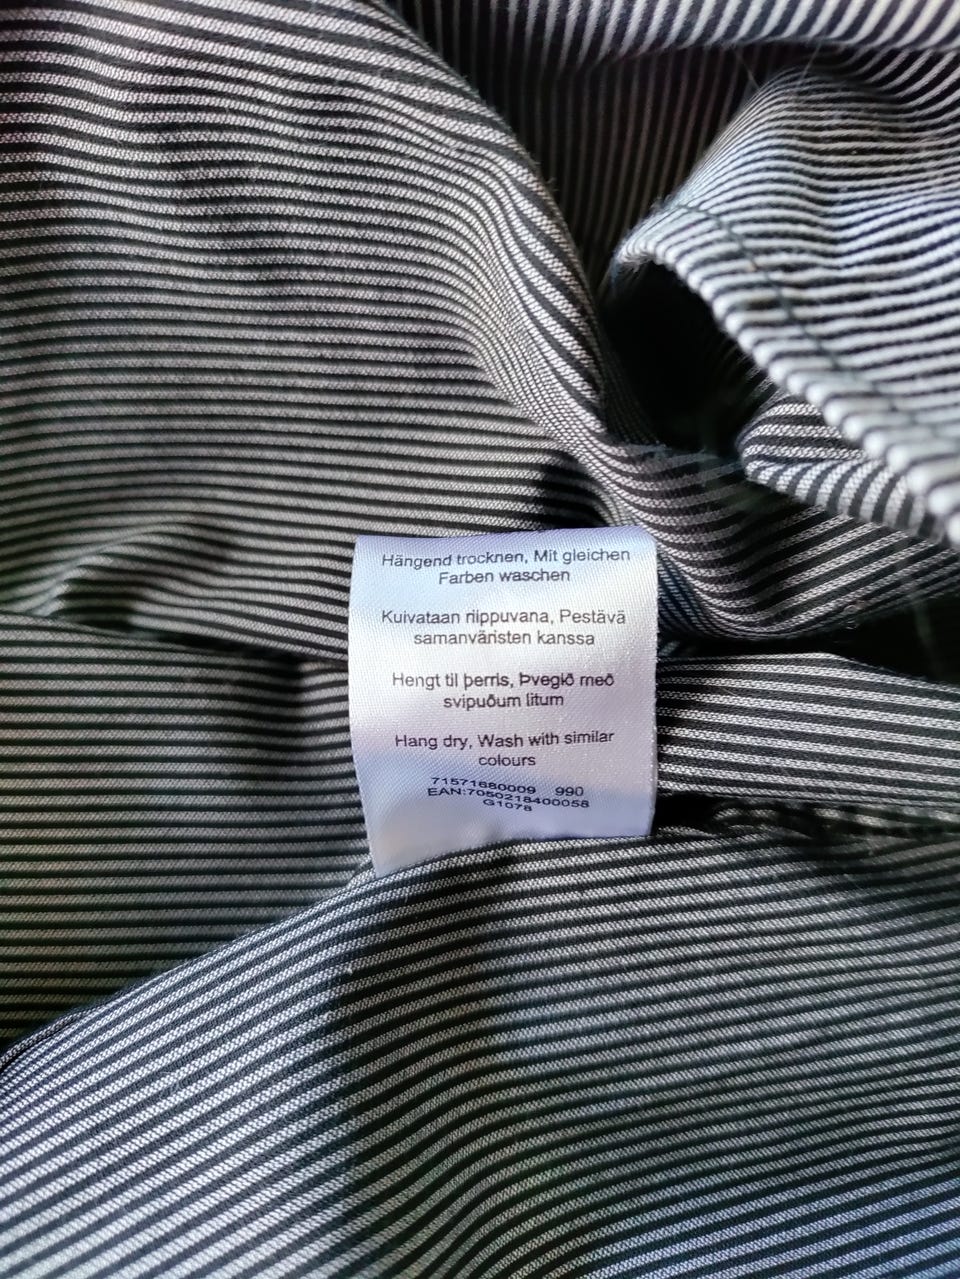 Hängend trocknen, Mit gleichen
Farben waschen
Kuivataan riippuvana, Pestävä
samanväristen kanssa
Hengt til þerris, Þvegið með
svipuðum litum
Hang dry, Wash with similar
colours
71571680009 990
EAN:7050218400058
G1078